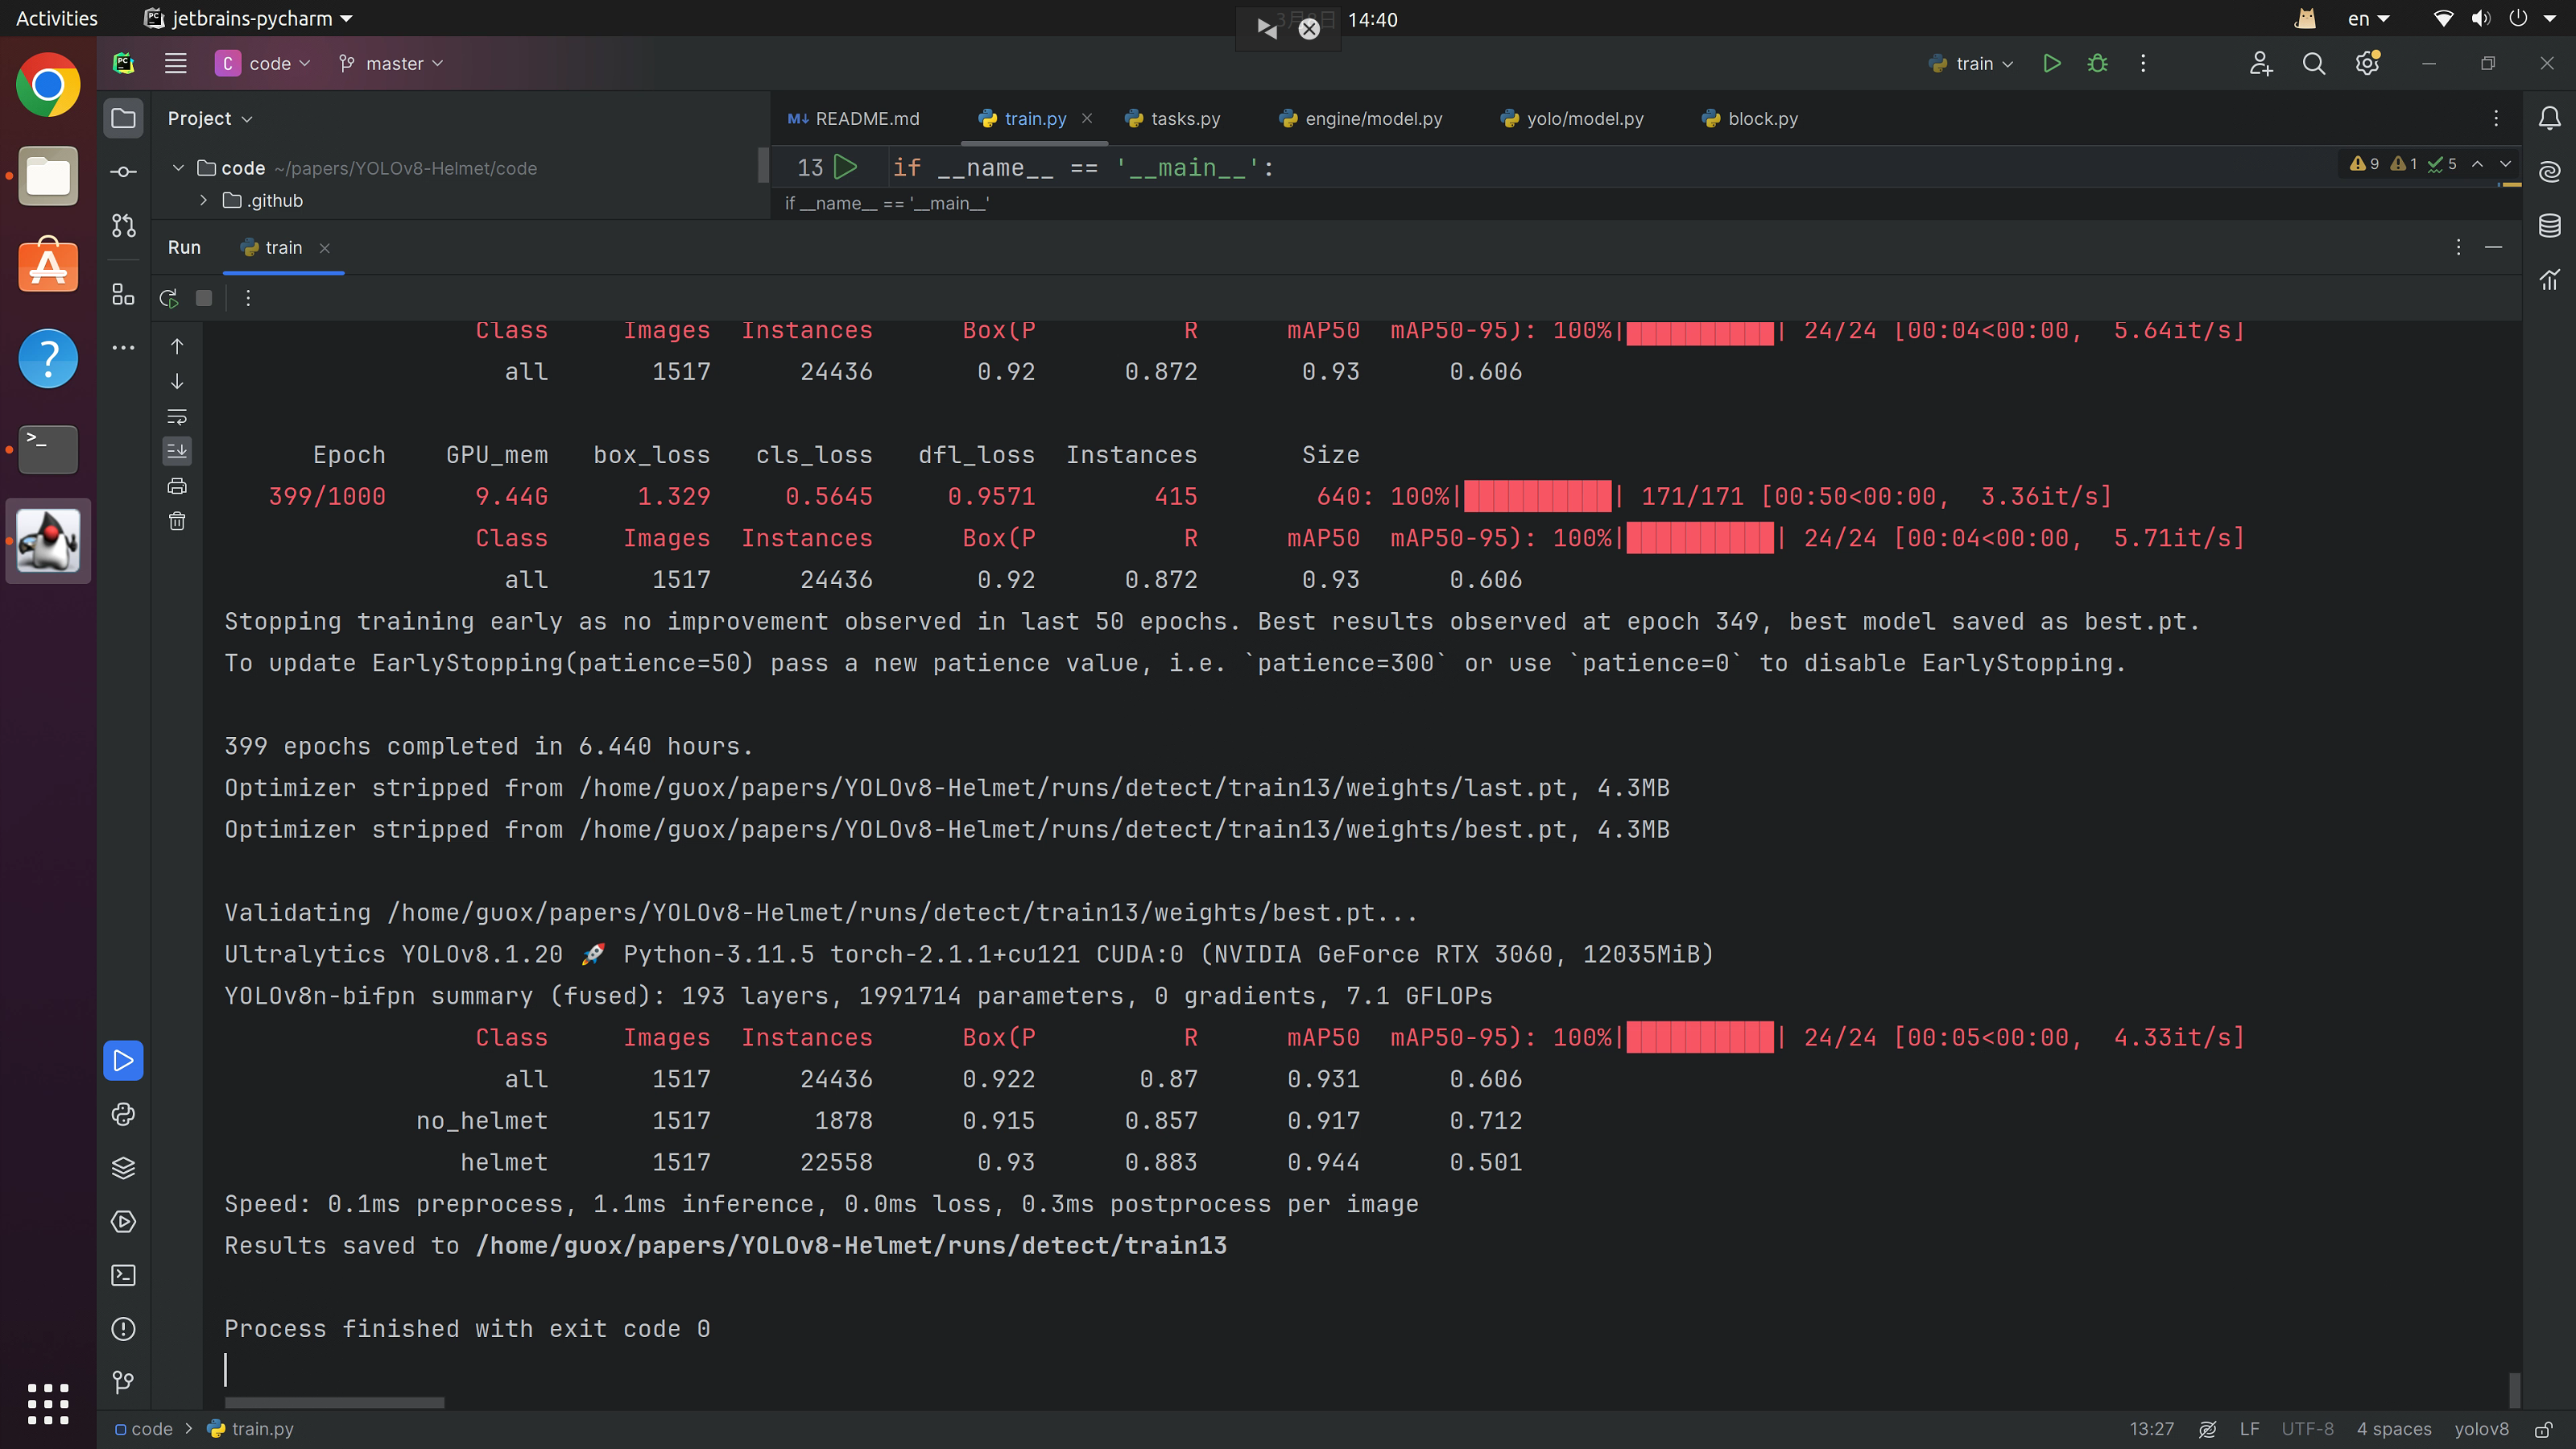 Activities jetbrains-pycharm 14:40 en
C code master train
Project README.md train.py tasks.py engine/model.py yolo/model.py block.py
code ~/papers/YOLOv8-Helmet/code 13 if __name__ == '__main__': 9 1 5
.github if __name__ == '__main__'
Run train
Class Images Instances Box(P R mAP50 mAP50-95): 100%|██████████| 24/24 [00:04<00:00, 5.64it/s]
all 1517 24436 0.92 0.872 0.93 0.606
Epoch GPU_mem box_loss cls_loss dfl_loss Instances Size
399/1000 9.44G 1.329 0.5645 0.9571 415 640: 100%|██████████| 171/171 [00:50<00:00, 3.36it/s]
Class Images Instances Box(P R mAP50 mAP50-95): 100%|██████████| 24/24 [00:04<00:00, 5.71it/s]
all 1517 24436 0.92 0.872 0.93 0.606
Stopping training early as no improvement observed in last 50 epochs. Best results observed at epoch 349, best model saved as best.pt.
To update EarlyStopping(patience=50) pass a new patience value, i.e. `patience=300` or use `patience=0` to disable EarlyStopping.
399 epochs completed in 6.440 hours.
Optimizer stripped from /home/guox/papers/YOLOv8-Helmet/runs/detect/train13/weights/last.pt, 4.3MB
Optimizer stripped from /home/guox/papers/YOLOv8-Helmet/runs/detect/train13/weights/best.pt, 4.3MB
Validating /home/guox/papers/YOLOv8-Helmet/runs/detect/train13/weights/best.pt...
Ultralytics YOLOv8.1.20 🚀 Python-3.11.5 torch-2.1.1+cu121 CUDA:0 (NVIDIA GeForce RTX 3060, 12035MiB)
YOLOv8n-bifpn summary (fused): 193 layers, 1991714 parameters, 0 gradients, 7.1 GFLOPs
Class Images Instances Box(P R mAP50 mAP50-95): 100%|██████████| 24/24 [00:05<00:00, 4.33it/s]
all 1517 24436 0.922 0.87 0.931 0.606
no_helmet 1517 1878 0.915 0.857 0.917 0.712
helmet 1517 22558 0.93 0.883 0.944 0.501
Speed: 0.1ms preprocess, 1.1ms inference, 0.0ms loss, 0.3ms postprocess per image
Results saved to /home/guox/papers/YOLOv8-Helmet/runs/detect/train13
Process finished with exit code 0
code train.py 13:27 LF UTF-8 4 spaces yolov8